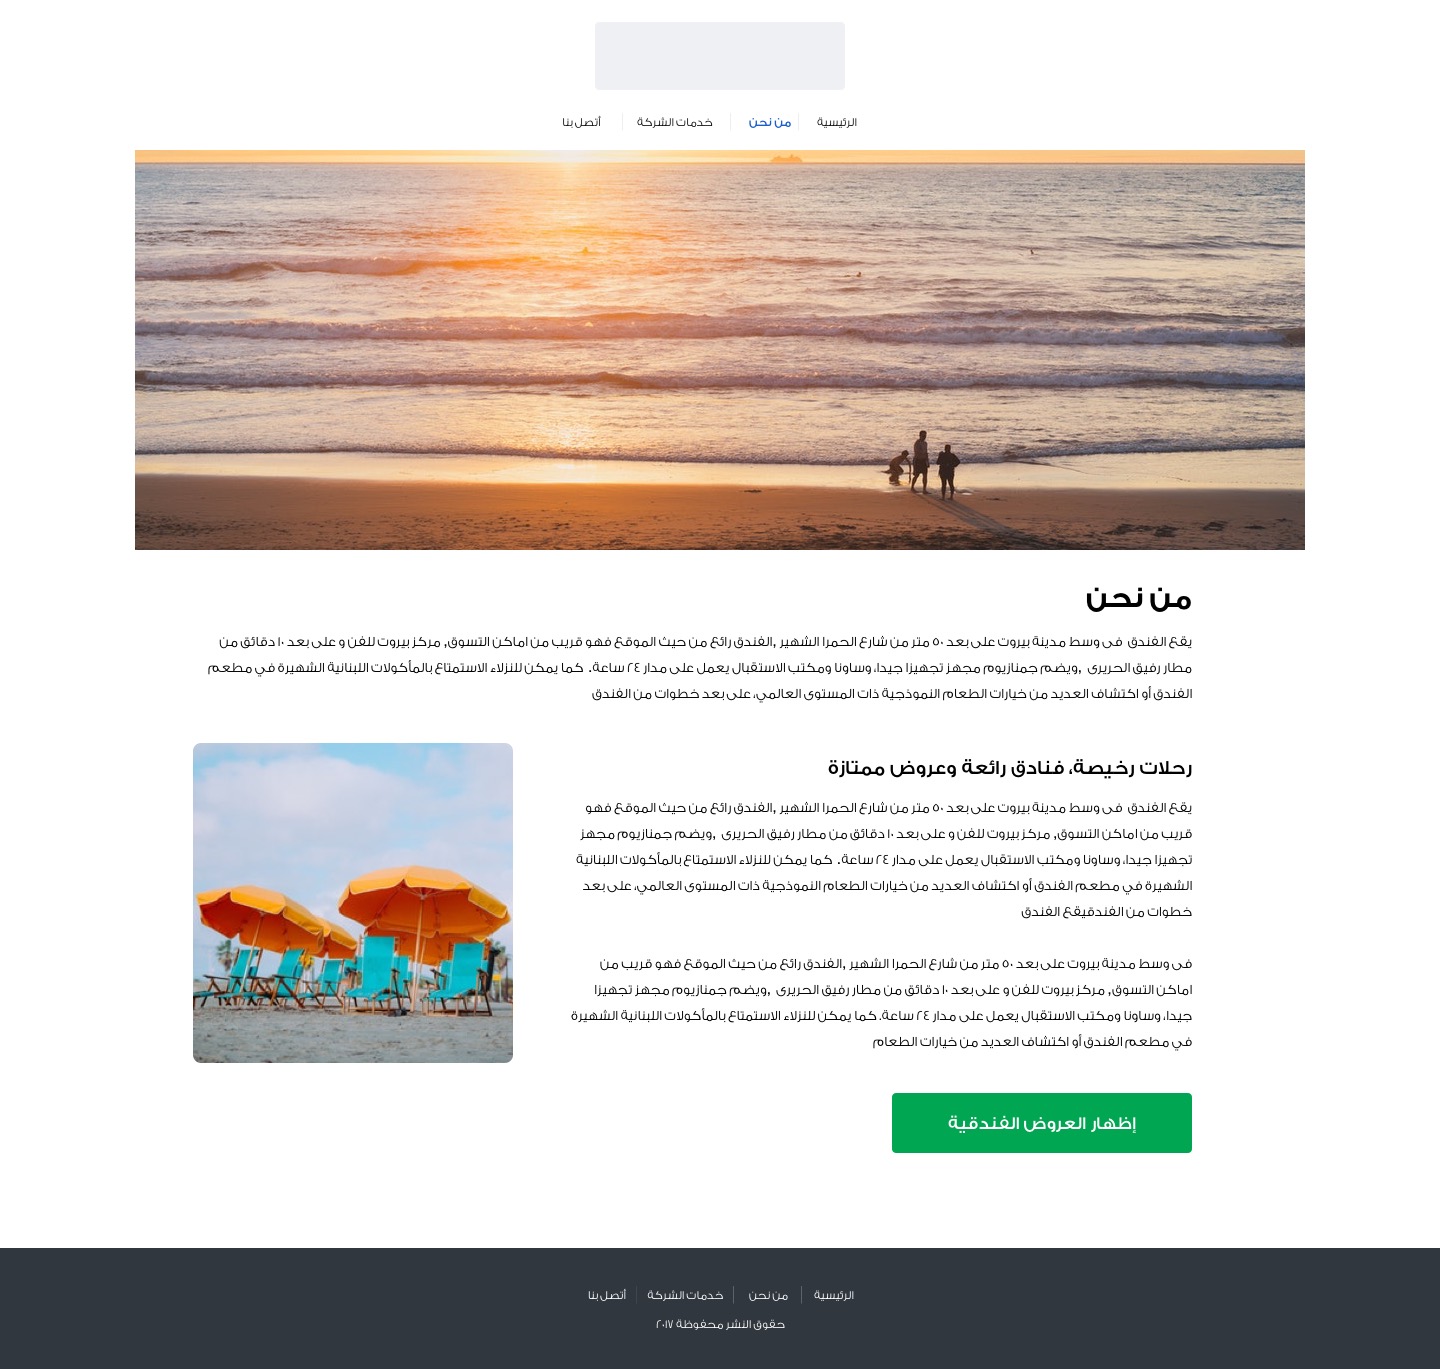 الرئيسية
من نحن
خدمات الشركة
أتصل بنا
من نحن
يقع الفندق فى وسط مدينة بيروت على بعد ٥٠ متر من شارع الحمرا الشهير ,الفندق رائع من حيث الموقع فهو قريب من اماكن التسوق, مركز بيروت للفن و على بعد ١٠ دقائق من
مطار رفيق الحريرى ,ويضم جمنازيوم مجهز تجهيزا جيدا، وساونا ومكتب الاستقبال يعمل على مدار ٢٤ ساعة. كما يمكن للنزلاء الاستمتاع بالمأكولات اللبنانية الشهيرة في مطعم
الفندق أو اكتشاف العديد من خيارات الطعام النموذجية ذات المستوى العالمي، على بعد خطوات من الفندق
رحلات رخيصة، فنادق رائعة وعروض ممتازة
يقع الفندق فى وسط مدينة بيروت على بعد ٥٠ متر من شارع الحمرا الشهير ,الفندق رائع من حيث الموقع فهو
قريب من اماكن التسوق, مركز بيروت للفن و على بعد ١٠ دقائق من مطار رفيق الحريرى ,ويضم جمنازيوم مجهز
تجهيزا جيدا، وساونا ومكتب الاستقبال يعمل على مدار ٢٤ ساعة. كما يمكن للنزلاء الاستمتاع بالمأكولات اللبنانية
الشهيرة في مطعم الفندق أو اكتشاف العديد من خيارات الطعام النموذجية ذات المستوى العالمي، على بعد
خطوات من الفندقيقع الفندق
فى وسط مدينة بيروت على بعد ٥٠ متر من شارع الحمرا الشهير ,الفندق رائع من حيث الموقع فهو قريب من
اماكن التسوق, مركز بيروت للفن و على بعد ١٠ دقائق من مطار رفيق الحريرى ,ويضم جمنازيوم مجهز تجهيزا
جيدا، وساونا ومكتب الاستقبال يعمل على مدار ٢٤ ساعة. كما يمكن للنزلاء الاستمتاع بالمأكولات اللبنانية الشهيرة
في مطعم الفندق أو اكتشاف العديد من خيارات الطعام
إظهار العروض الفندقية
الرئيسية
من نحن
خدمات الشركة
أتصل بنا
حقوق النشر محفوظة ٢٠١٧